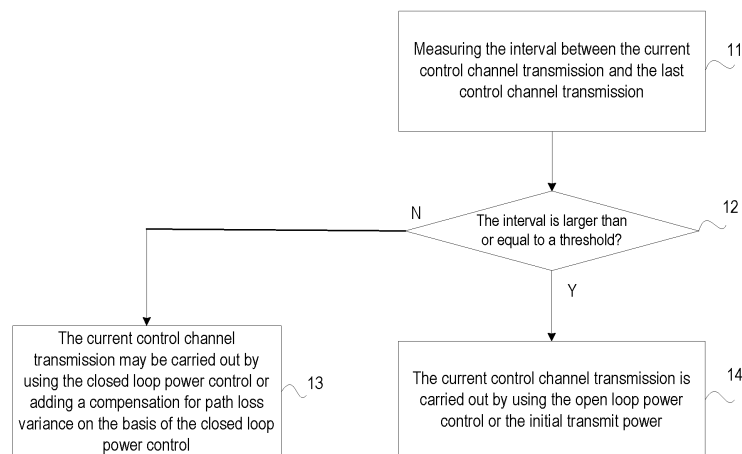 Measuring the interval between the current
control channel transmission and the last
control channel transmission
11
The interval is larger than
or equal to a threshold?
12
N
Y
The current control channel
transmission may be carried out by
using the closed loop power control or
adding a compensation for path loss
variance on the basis of the closed loop
power control
13
The current control channel transmission is
carried out by using the open loop power
control or the initial transmit power
14